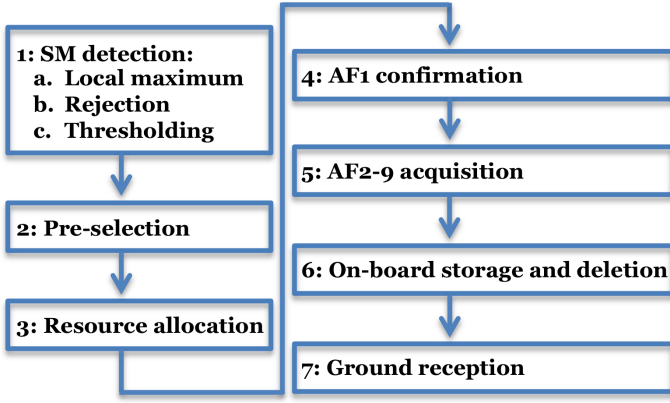 1: SM detection:
a. Local maximum
b. Rejection
c. Thresholding
2: Pre-selection
3: Resource allocation
4: AF1 confirmation
5: AF2-9 acquisition
6: On-board storage and deletion
7: Ground reception